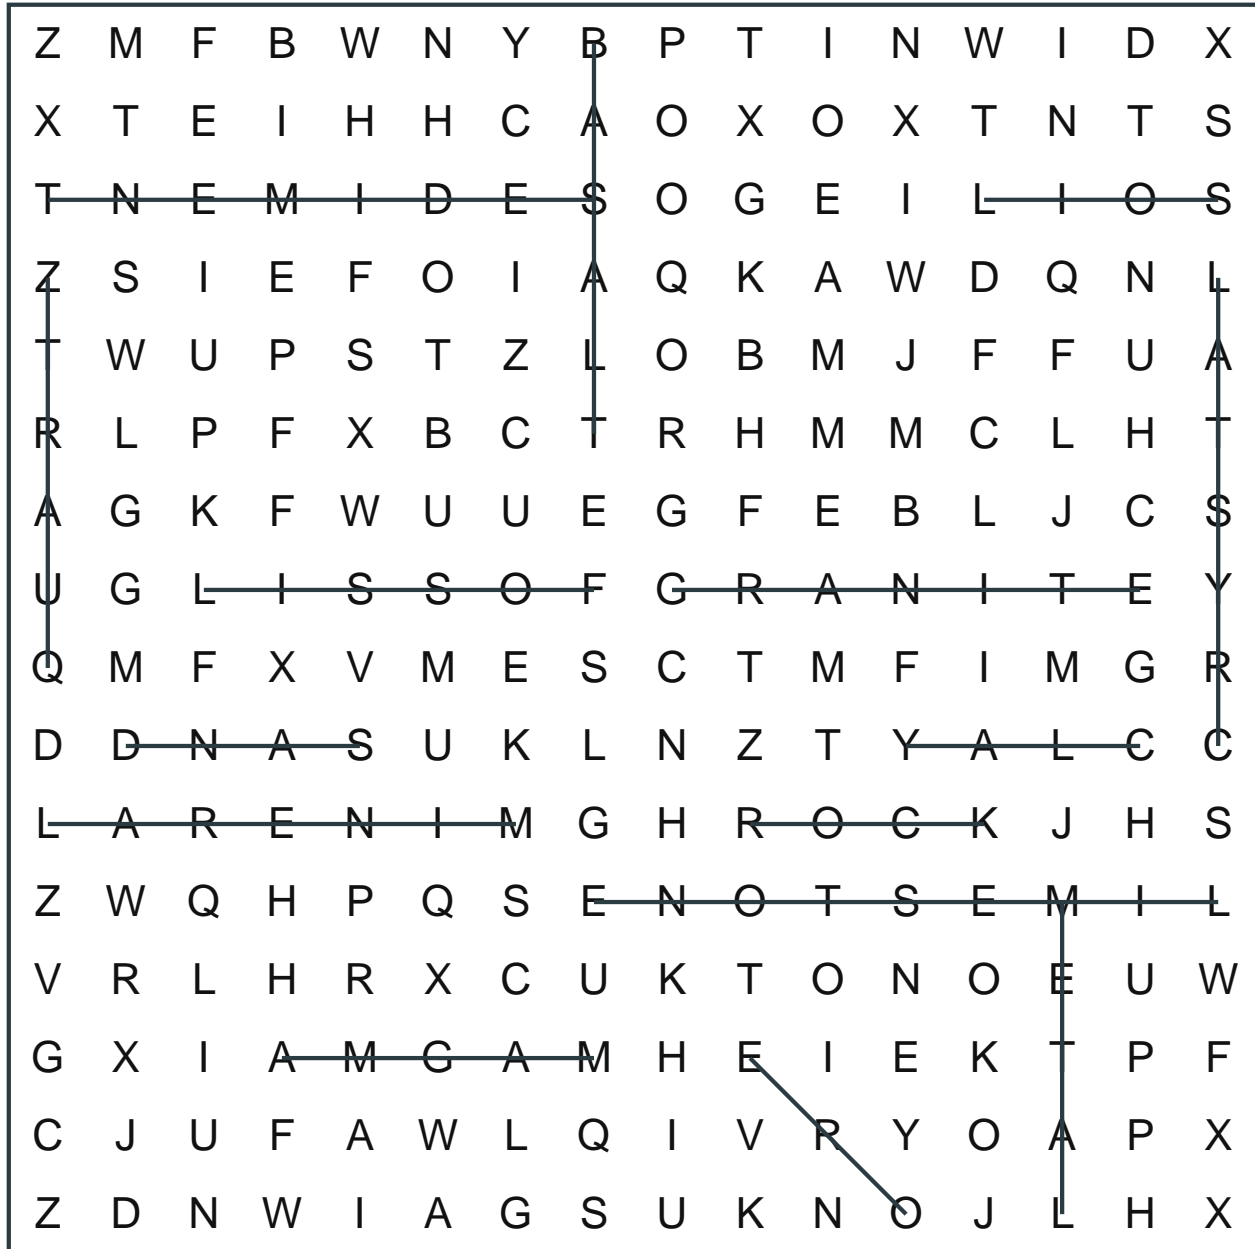 Z M F B W N Y B P T I N W I D X
X T E I H H C A O X O X T N T S
T N E M I D E S O G E I L I O S
Z S I E F O I A Q K A W D Q N L
T W U P S T Z L O B M J F F U A
R L P F X B C T R H M M C L H T
A G K F W U U E G F E B L J C S
U G L I S S O F G R A N I T E Y
Q M F X V M E S C T M F I M G R
D D N A S U K L N Z T Y A L C C
L A R E N I M G H R O C K J H S
Z W Q H P Q S E N O T S E M I L
V R L H R X C U K T O N O E U W
G X I A M G A M H E I E K T P F
C J U F A W L Q I V R Y O A P X
Z D N W I A G S U K N O J L H X